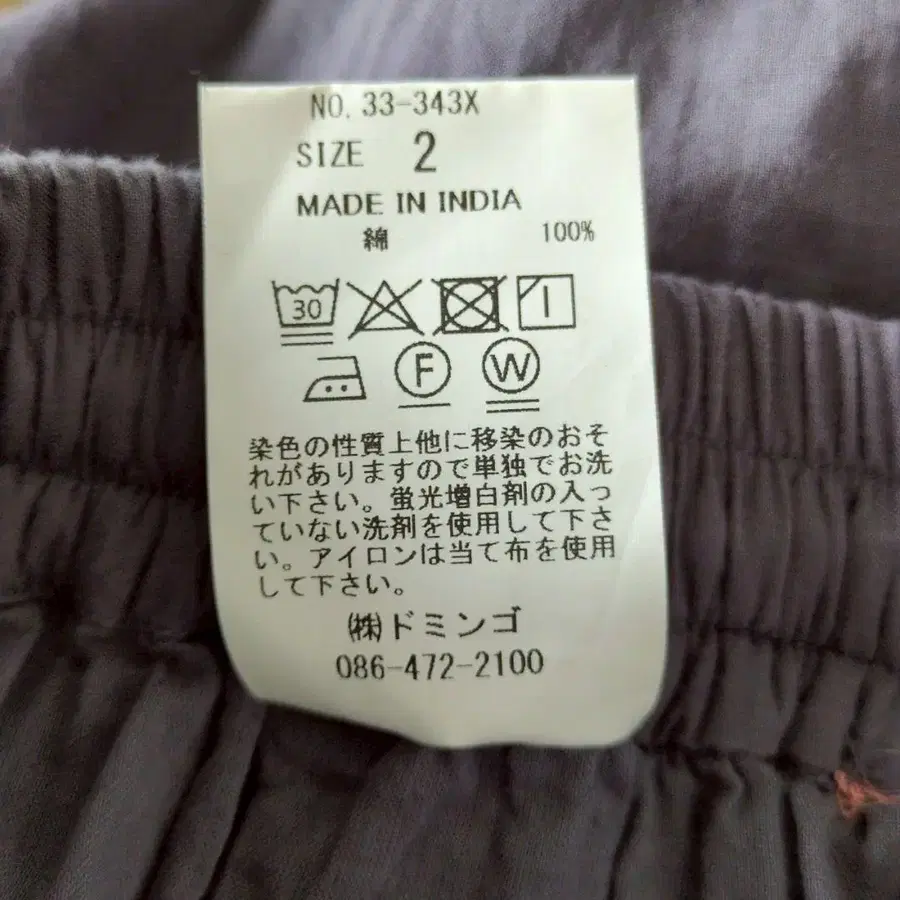 NO. 33-343X
SIZE 2
MADE IN INDIA
綿 100%
30
F W
染色の性質上他に移染のおそ
れがありますので単独でお洗
い下さい。蛍光増白剤の入っ
ていない洗剤を使用して下さ
い。アイロンは当て布を使用
して下さい。
㈱ドミンゴ
086-472-2100